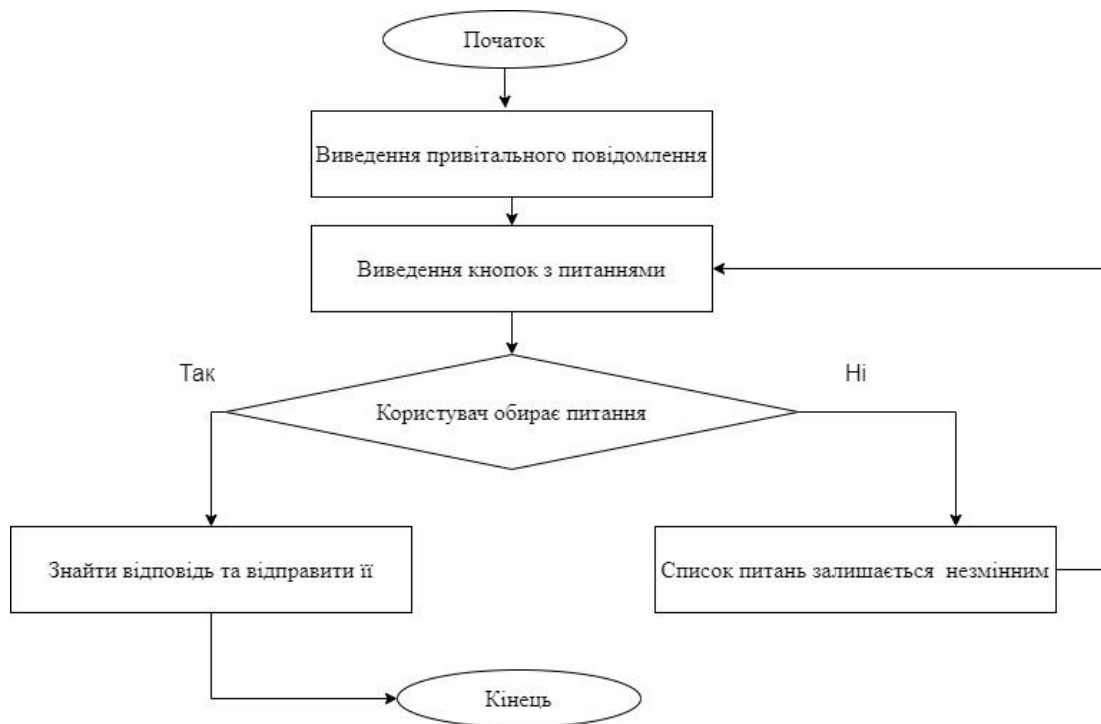 Початок
Виведення привітального повідомлення
Виведення кнопок з питаннями
Так
Ні
Користувач обирає питання
Знайти відповідь та відправити її
Список питань залишається незмінним
Кінець